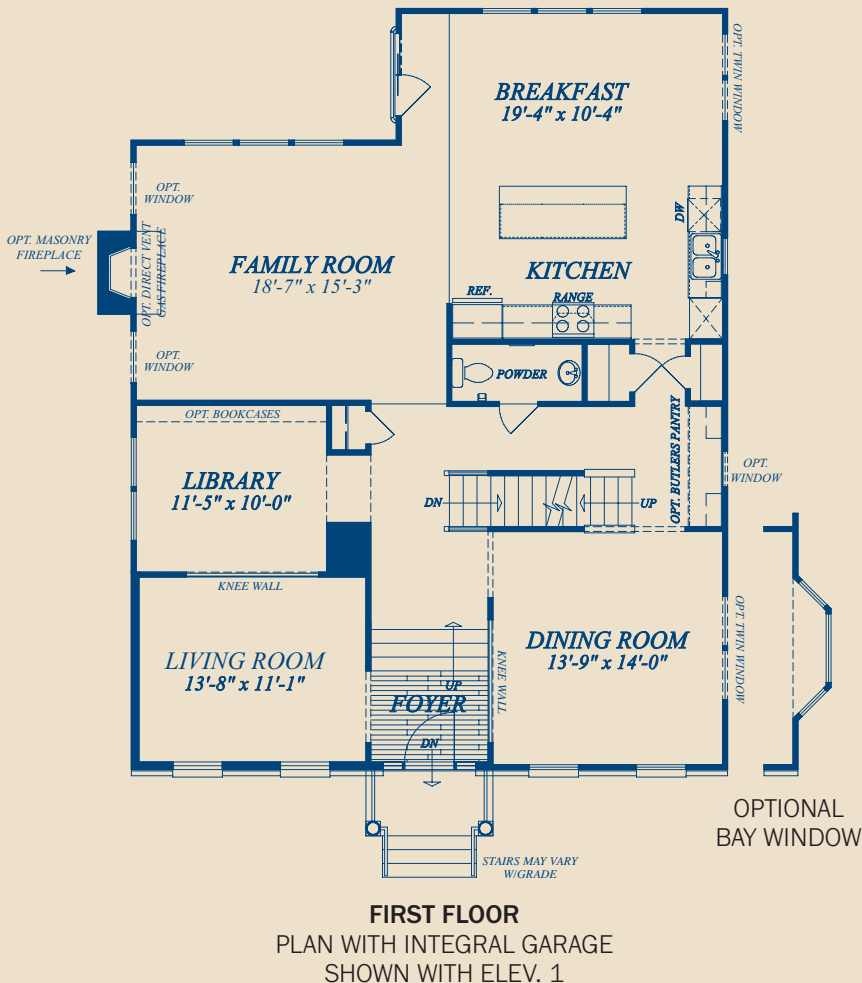 OPT. TWIN WINDOW
BREAKFAST
19'-4" x 10'-4"
OPT.
WINDOW
DW
OPT. MASONRY
FIREPLACE
OPT. DIRECT VENT
GAS FIREPLACE
FAMILY ROOM
18'-7" x 15'-3"
KITCHEN
REF.
RANGE
OPT.
WINDOW
POWDER
OPT. BOOKCASES
OPT. BUTLERS PANTRY
LIBRARY
11'-5" x 10'-0"
OPT.
WINDOW
DN
UP
KNEE WALL
LIVING ROOM
13'-8" x 11'-1"
UP
FOYER
DN
KNEE WALL
DINING ROOM
13'-9" x 14'-0"
OPT. TWIN WINDOW
OPTIONAL
BAY WINDOW
STAIRS MAY VARY
W/GRADE
FIRST FLOOR
PLAN WITH INTEGRAL GARAGE
SHOWN WITH ELEV. 1